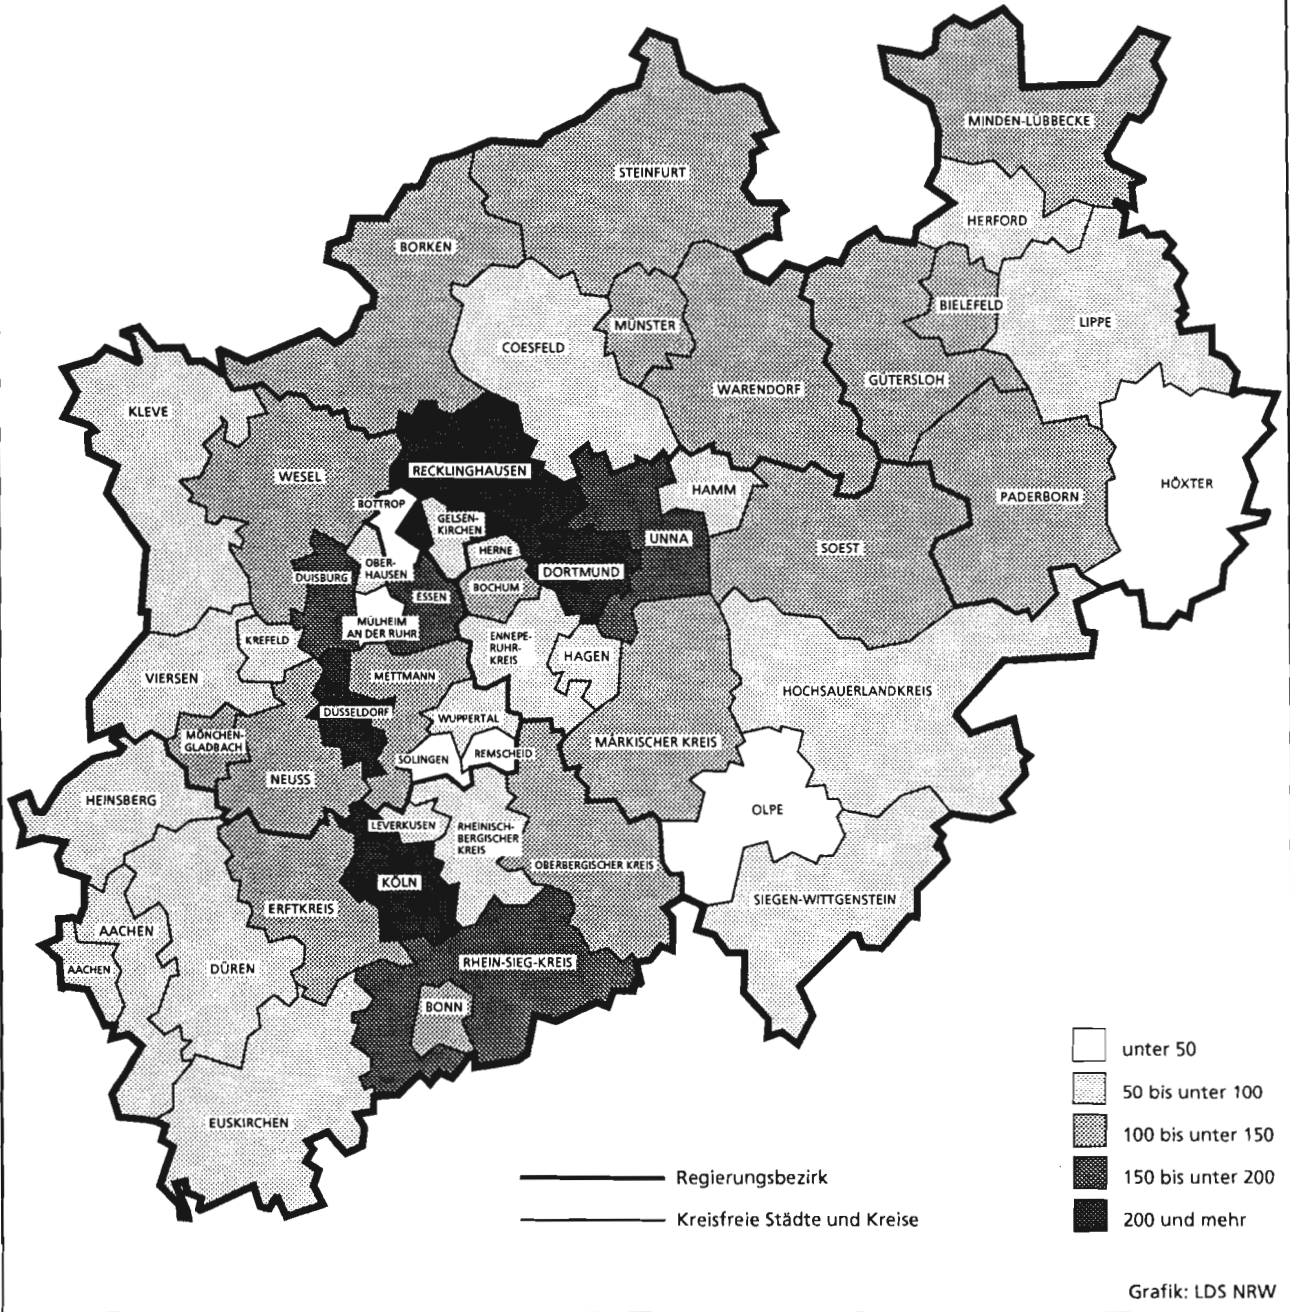 MINDEN-LÜBBECKE
STEINFURT
HERFORD
BORKEN
BIELEFELD
MÜNSTER
LIPPE
COESFELD
GÜTERSLOH
WARENDORF
KLEVE
RECKLINGHAUSEN
WESEL
HÖXTER
HAMM
PADERBORN
BOTTROP
GELSEN-
KIRCHEN
UNNA
SOEST
HERNE
OBER-
HAUSEN
DORTMUND
DUISBURG
BOCHUM
ESSEN
MÜLHEIM
AN DER RUHR
KREFELD
ENNEPE-
RUHR-
KREIS
HAGEN
VIERSEN
METTMANN
HOCHSAUERLANDKREIS
DÜSSELDORF
WUPPERTAL
MÖNCHEN-
GLADBACH
MÄRKISCHER KREIS
REMSCHEID
SOLINGEN
NEUSS
HEINSBERG
OLPE
LEVERKUSEN
RHEINISCH-
BERGISCHER
KREIS
OBERBERGISCHER KREIS
KÖLN
SIEGEN-WITTGENSTEIN
ERFTKREIS
AACHEN
RHEIN-SIEG-KREIS
AACHEN
DÜREN
BONN
EUSKIRCHEN
unter 50
50 bis unter 100
100 bis unter 150
150 bis unter 200
200 und mehr
Regierungsbezirk
Kreisfreie Städte und Kreise
Grafik: LDS NRW